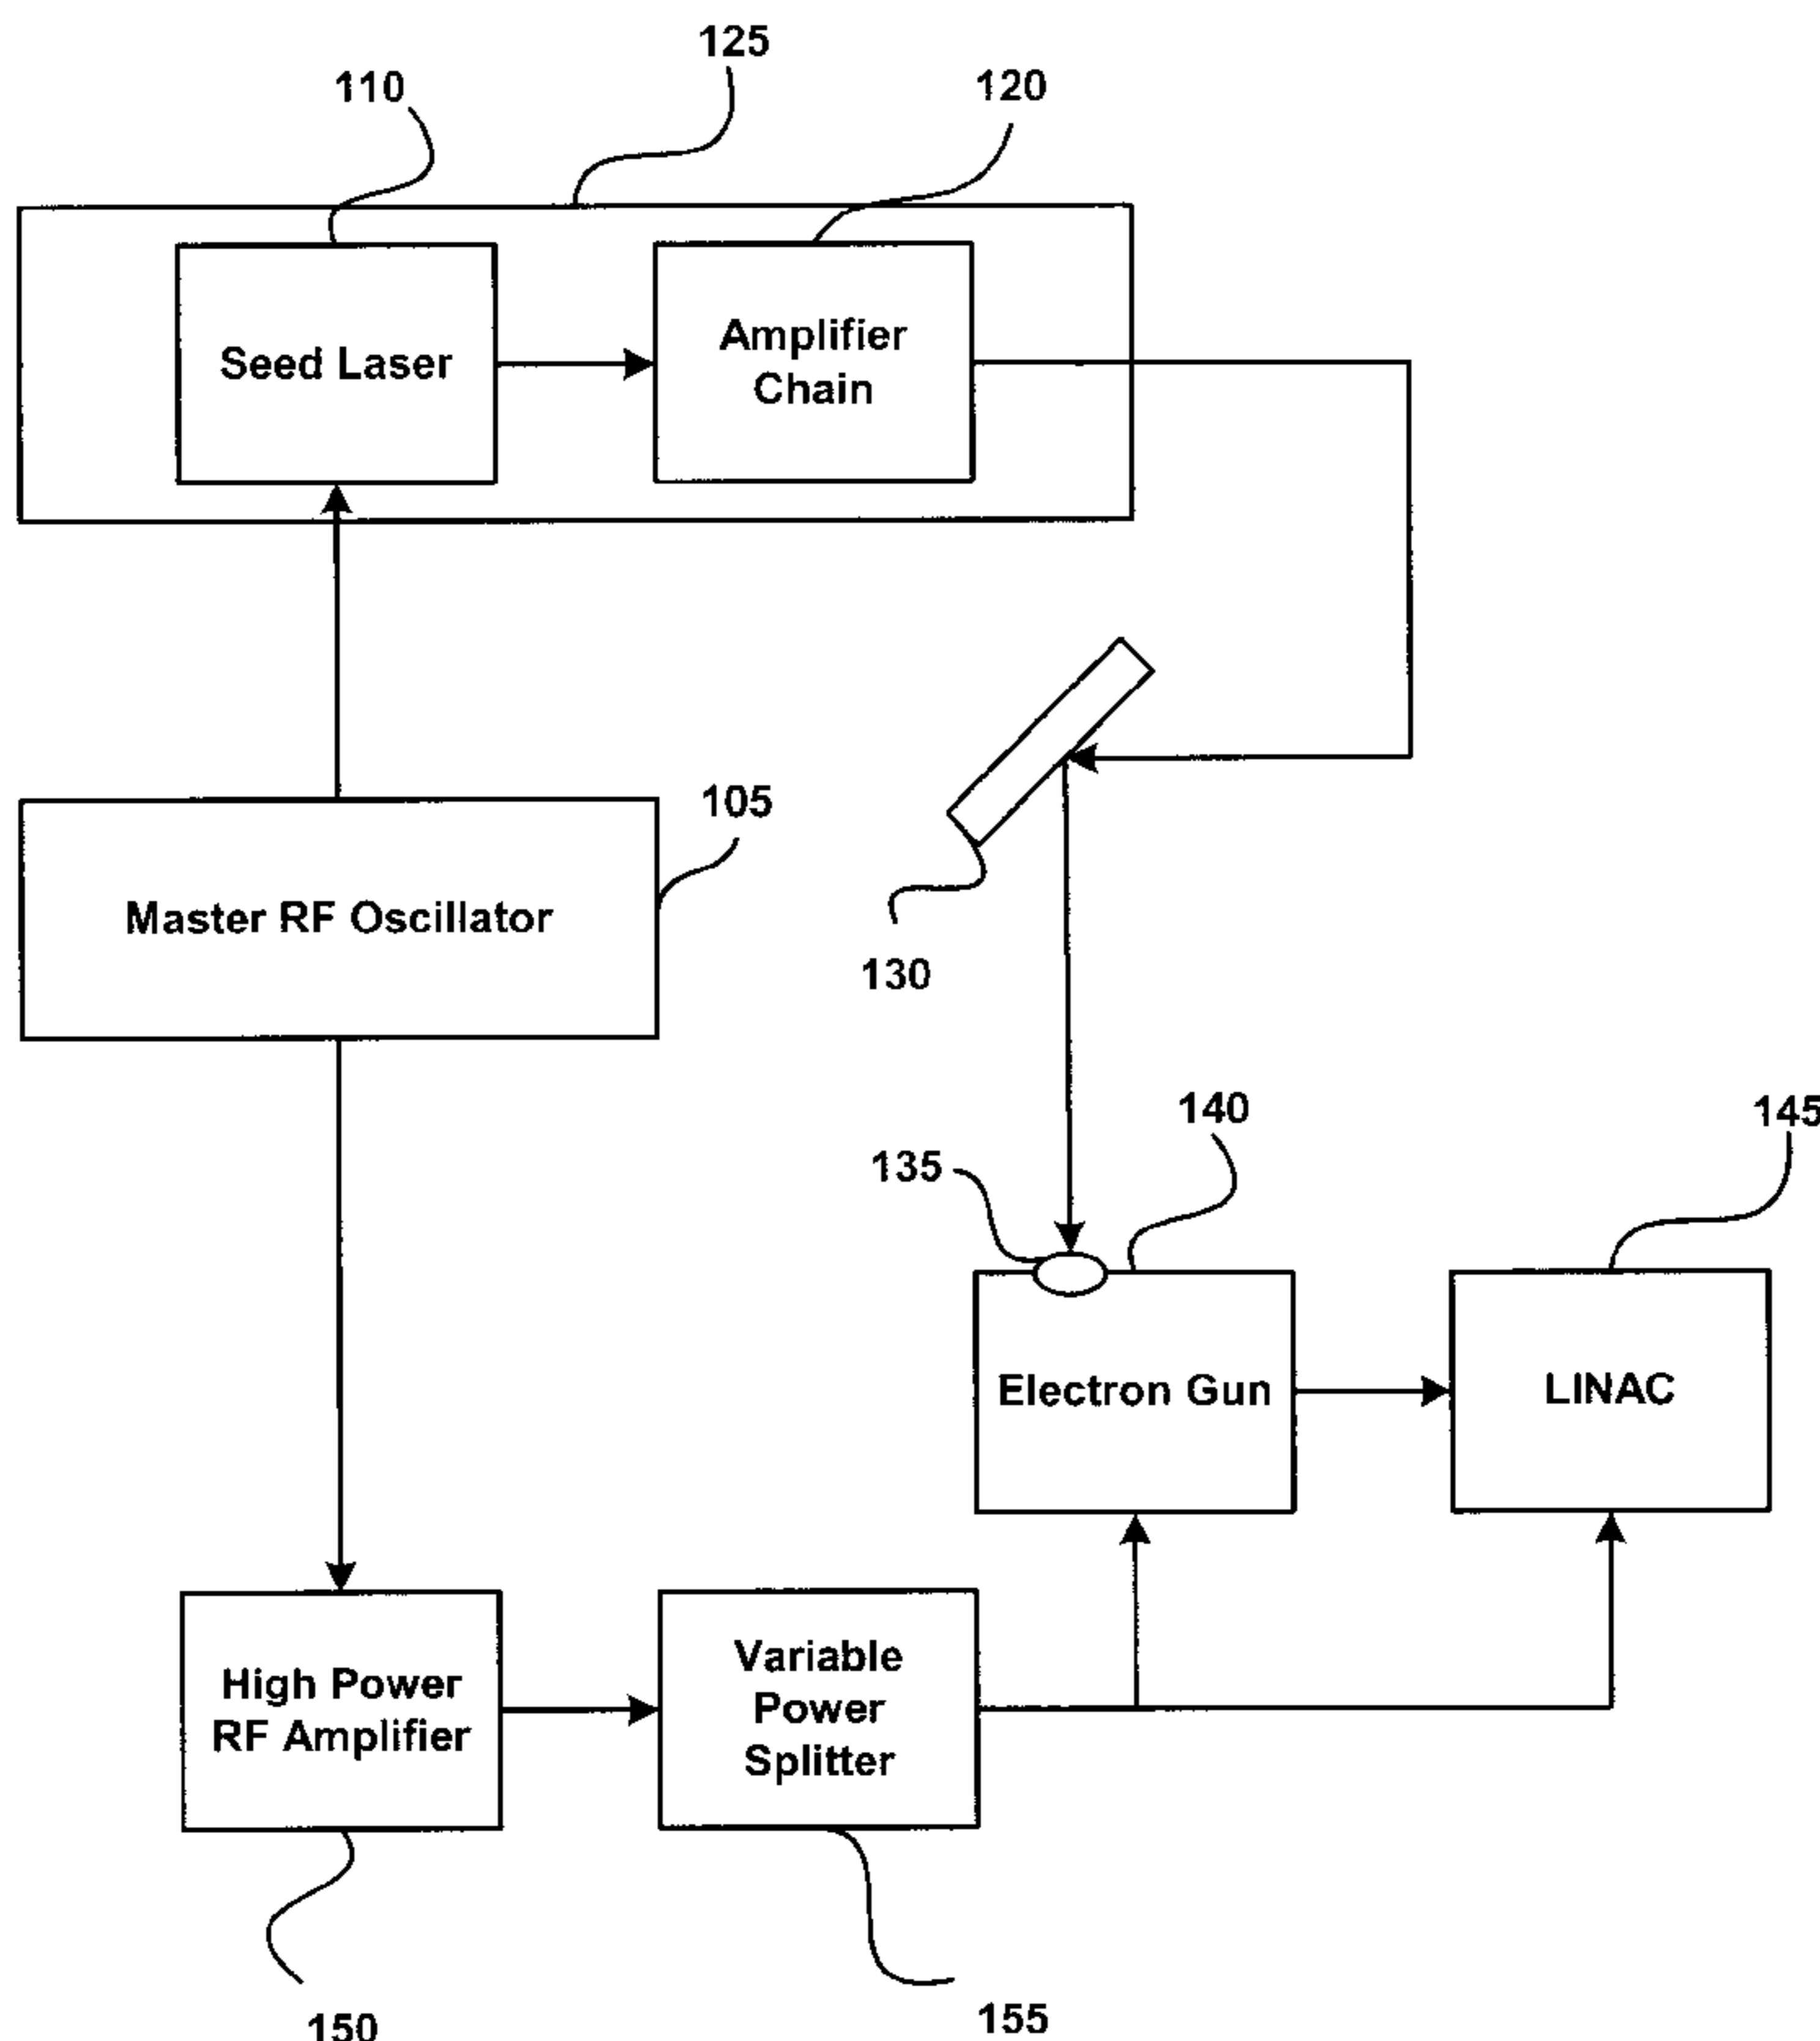 125
110
120
Seed Laser
Amplifier
Chain
105
Master RF Oscillator
130
140
145
135
Electron Gun
LINAC
High Power
RF Amplifier
Variable
Power
Splitter
150
155